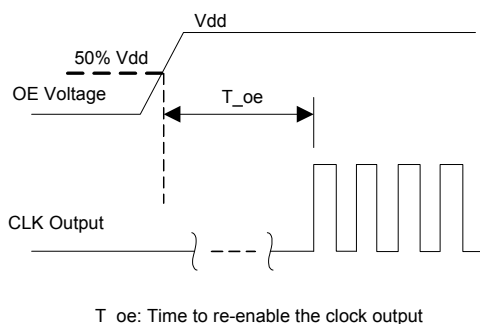 Vdd
50% Vdd
OE Voltage
T_oe
CLK Output
T_oe: Time to re-enable the clock output